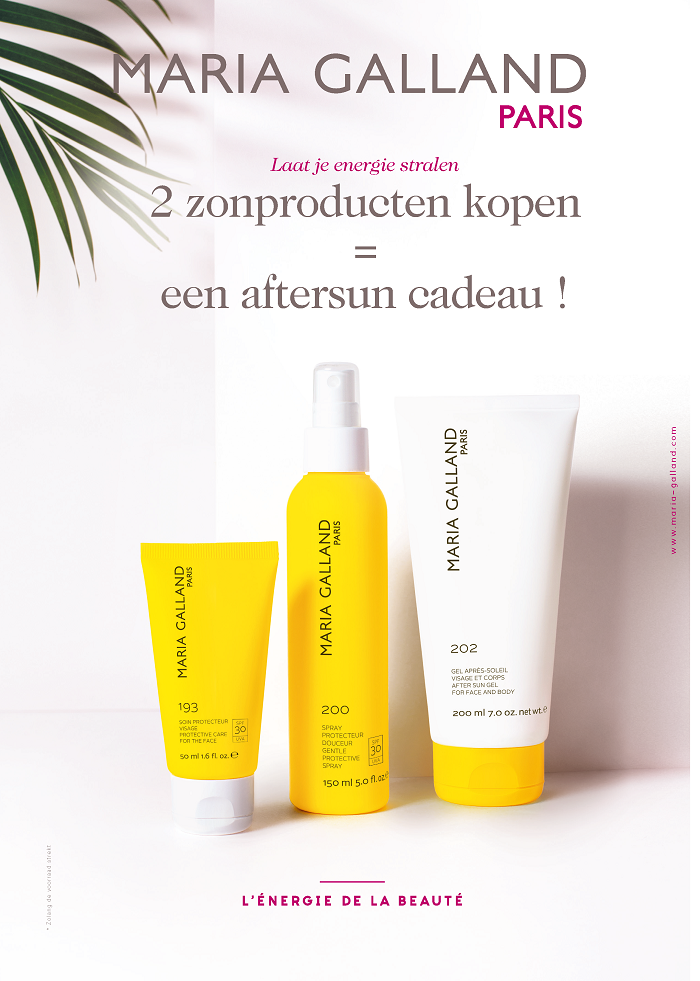 MARIA GALLAND
PARIS
Laat je energie stralen
2 zonproducten kopen
=
een aftersun cadeau !
www.maria-galland.com
MARIA GALLAND
PARIS
193
SOIN PROTECTEUR
VISAGE
PROTECTIVE CARE
FOR THE FACE
SPF
30
UVA
50 ml 1.6 fl. oz. ℮
MARIA GALLAND
PARIS
200
SPRAY
PROTECTEUR
DOUCEUR
GENTLE
PROTECTIVE
SPRAY
SPF
30
UVA
150 ml 5.0 fl. oz. ℮
MARIA GALLAND
PARIS
202
GEL APRÈS-SOLEIL
VISAGE ET CORPS
AFTER SUN GEL
FOR FACE AND BODY
200 ml 7.0 oz. net wt. ℮
* Zolang de voorraad strekt
L'ÉNERGIE DE LA BEAUTÉ